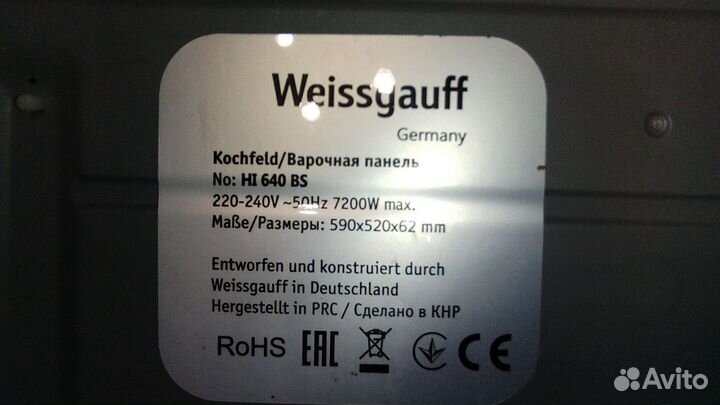 Weissgauff
Germany
Kochfeld/Варочная панель
No: HI 640 BS
220-240V ~50Hz 7200W max.
Maße/Размеры: 590x520x62 mm
Entworfen und konstruiert durch
Weissgauff in Deutschland
Hergestellt in PRC / Сделано в КНР
RoHS EAC CE
Avito